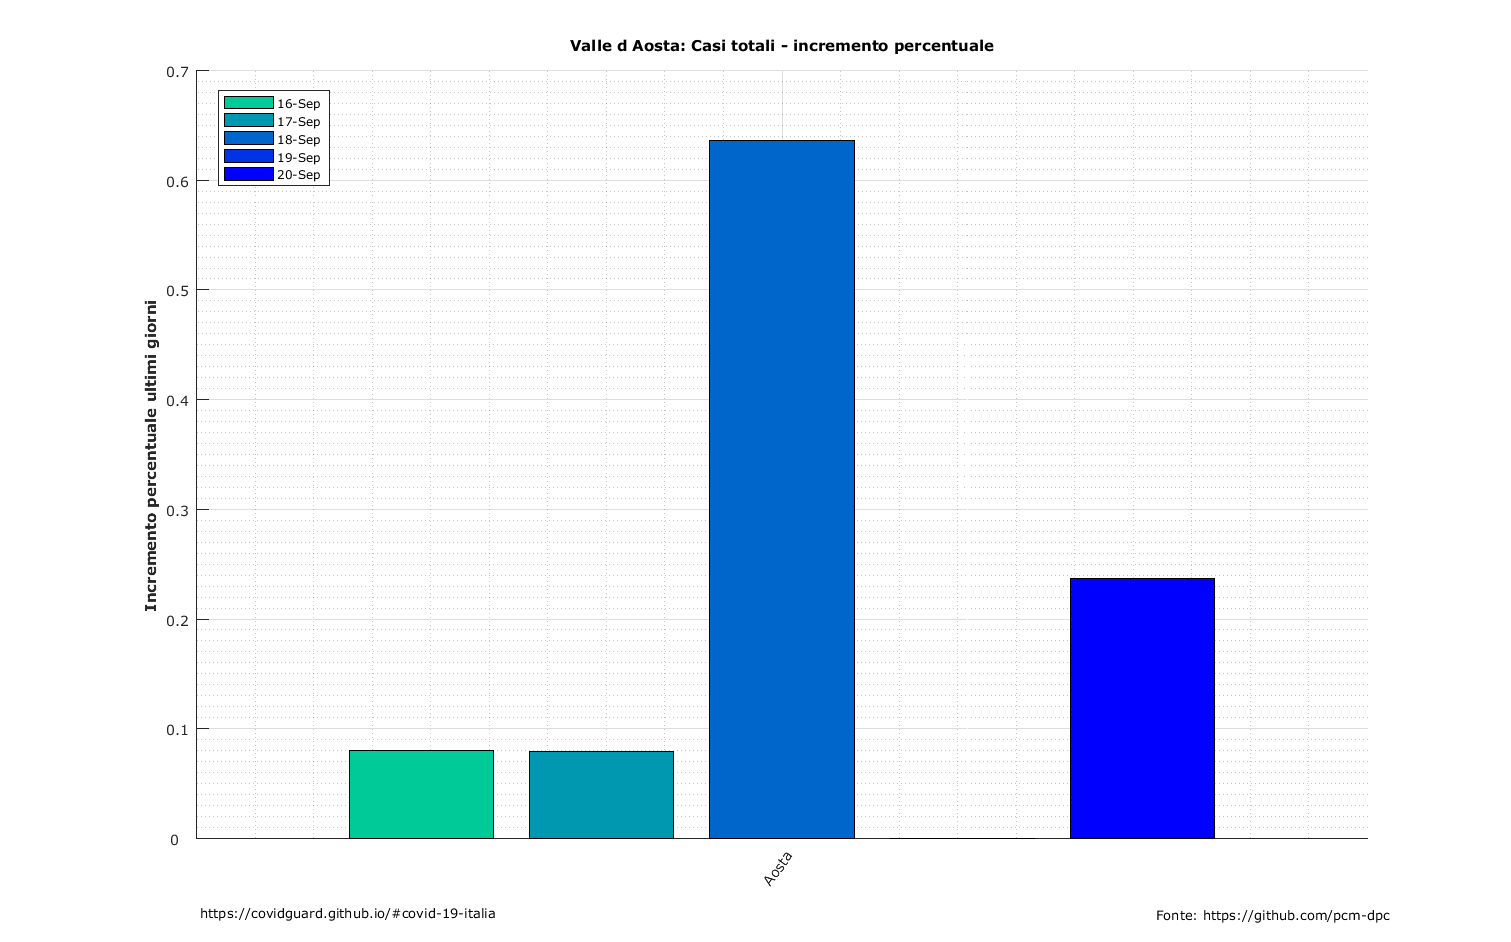 Valle d Aosta: Casi totali - incremento percentuale
0.7
0.6
0.5
0.4
0.3
0.2
0.1
0
Incremento percentuale ultimi giorni
16-Sep
17-Sep
18-Sep
19-Sep
20-Sep
Aosta
https://covidguard.github.io/#covid-19-italia
Fonte: https://github.com/pcm-dpc